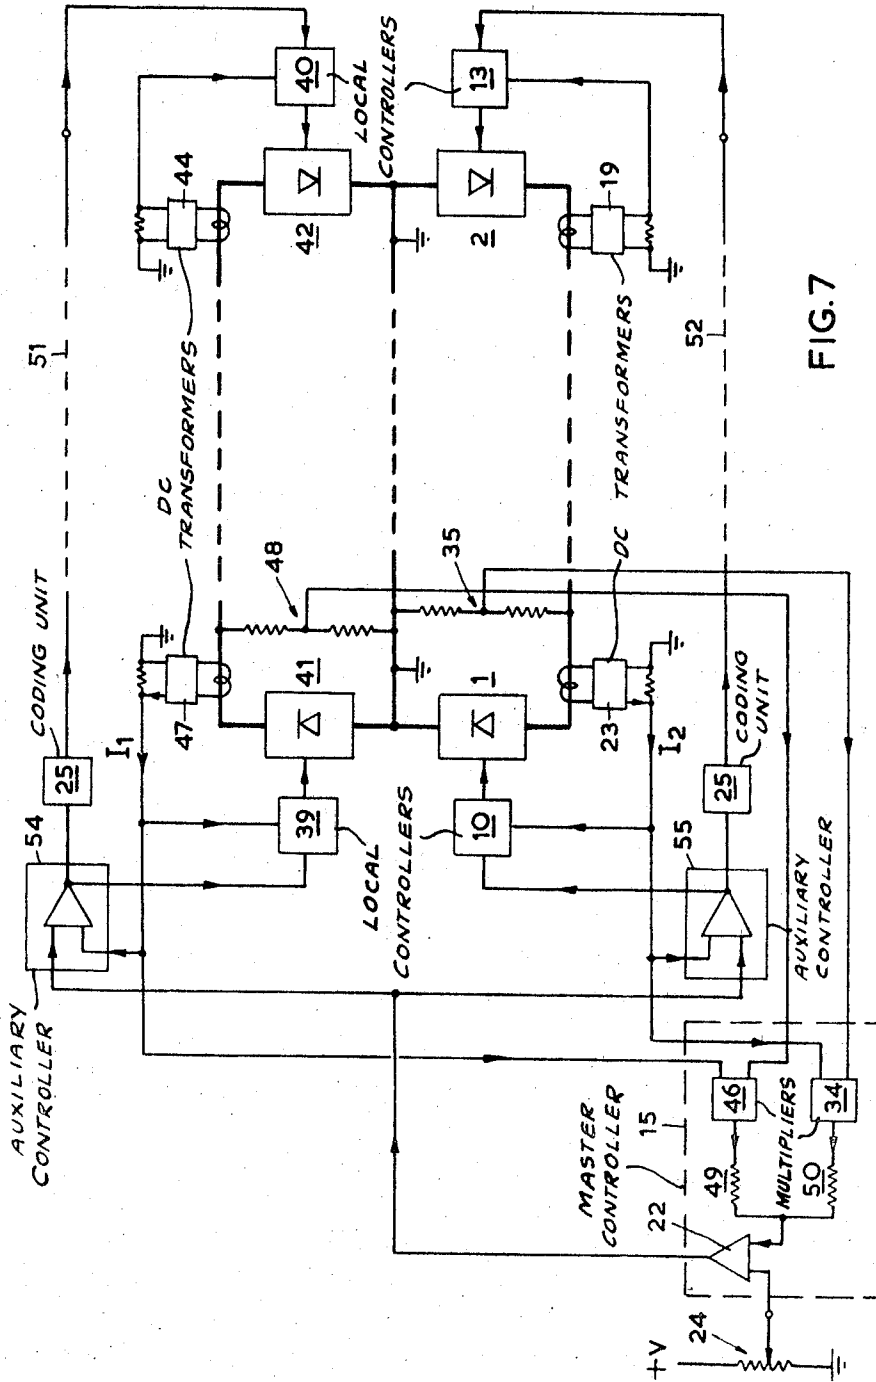 AUXILIARY
CONTROLLER
54
CODING UNIT
25
51
I1
47
DC
TRANSFORMERS
44
39
41
48
42
40
LOCAL
CONTROLLERS
LOCAL
CONTROLLERS
10
1
35
2
13
23
DC TRANSFORMERS
19
I2
55
25
CODING
UNIT
52
AUXILIARY
CONTROLLER
MASTER
CONTROLLER
15
46
MULTIPLIERS
34
49
50
22
24
+V
FIG.7